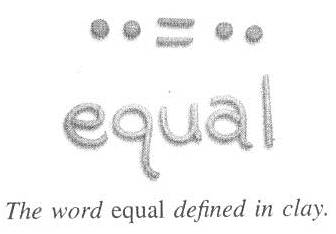 •• = ••
equal
The word equal defined in clay.